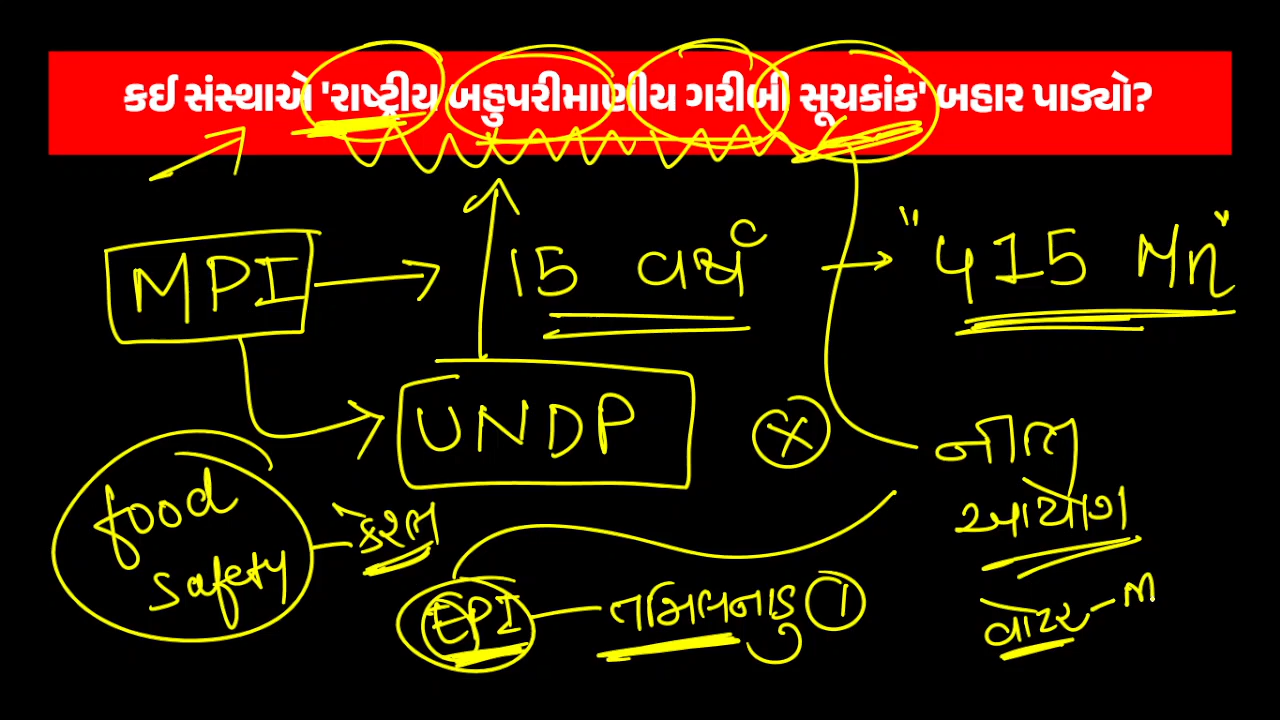 કઈ સંસ્થાએ 'રાષ્ટ્રીય બહુપરીમાણીય ગરીબી સૂચકાંક' બહાર પાડ્યો?
MPI 15 વર્ષ "415 Mn"
UNDP
નીતિ આયોગ
food safety કેરલ
EPI તમિલનાડુ 1
વોટર - M